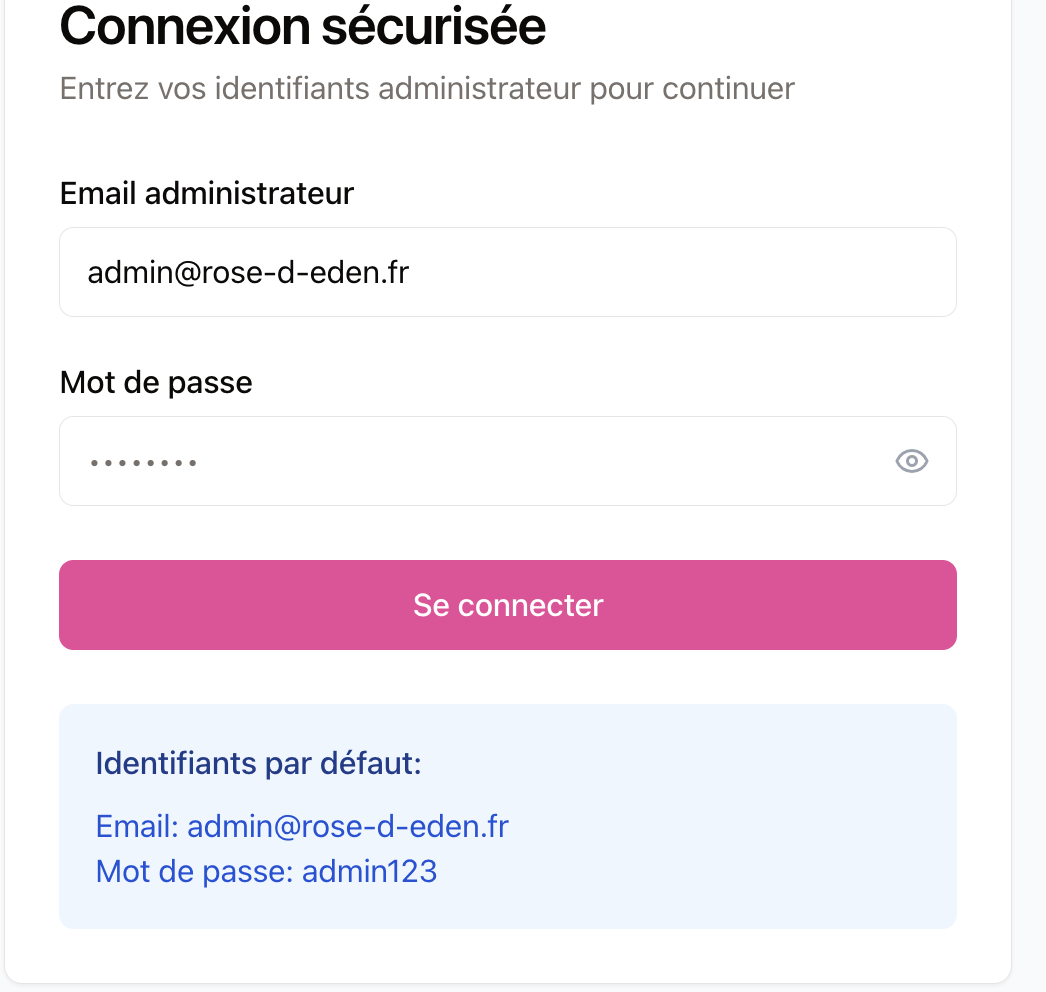 Connexion sécurisée
Entrez vos identifiants administrateur pour continuer
Email administrateur
admin@rose-d-eden.fr
Mot de passe
••••••••
Se connecter
Identifiants par défaut:
Email: admin@rose-d-eden.fr
Mot de passe: admin123